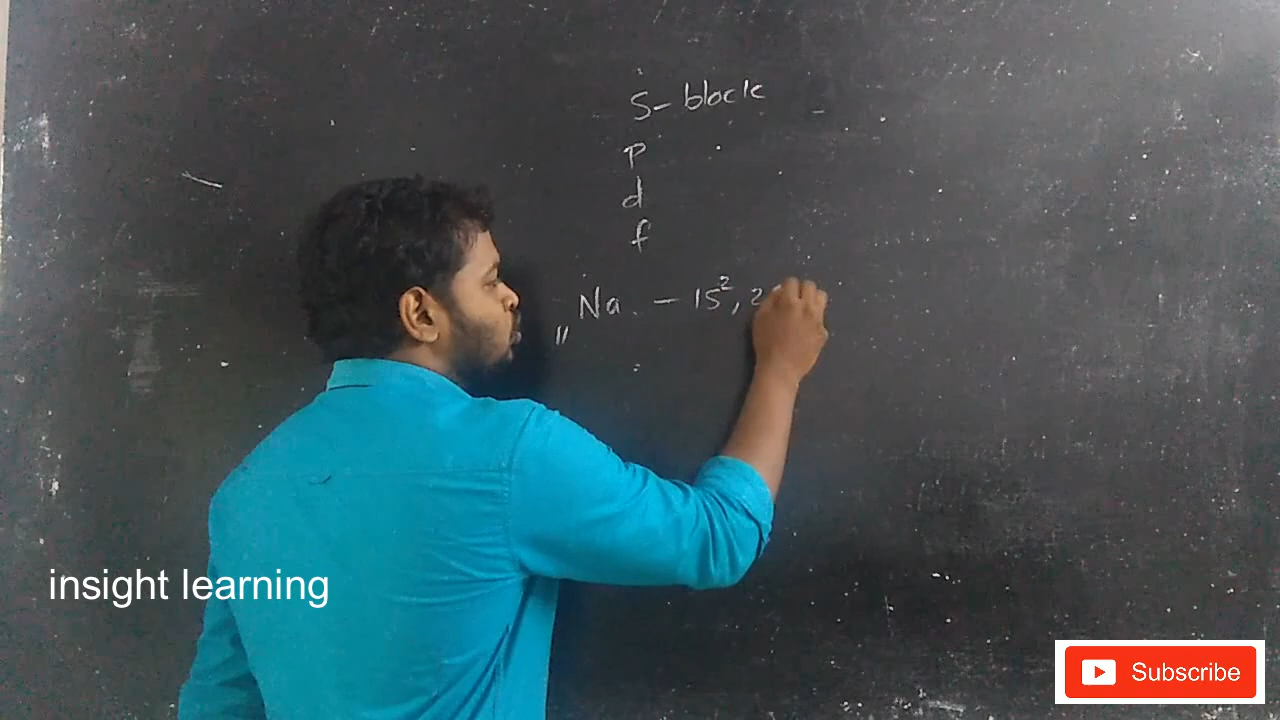 S- block
p
d
f
11 Na - 1S², 2
insight learning
Subscribe